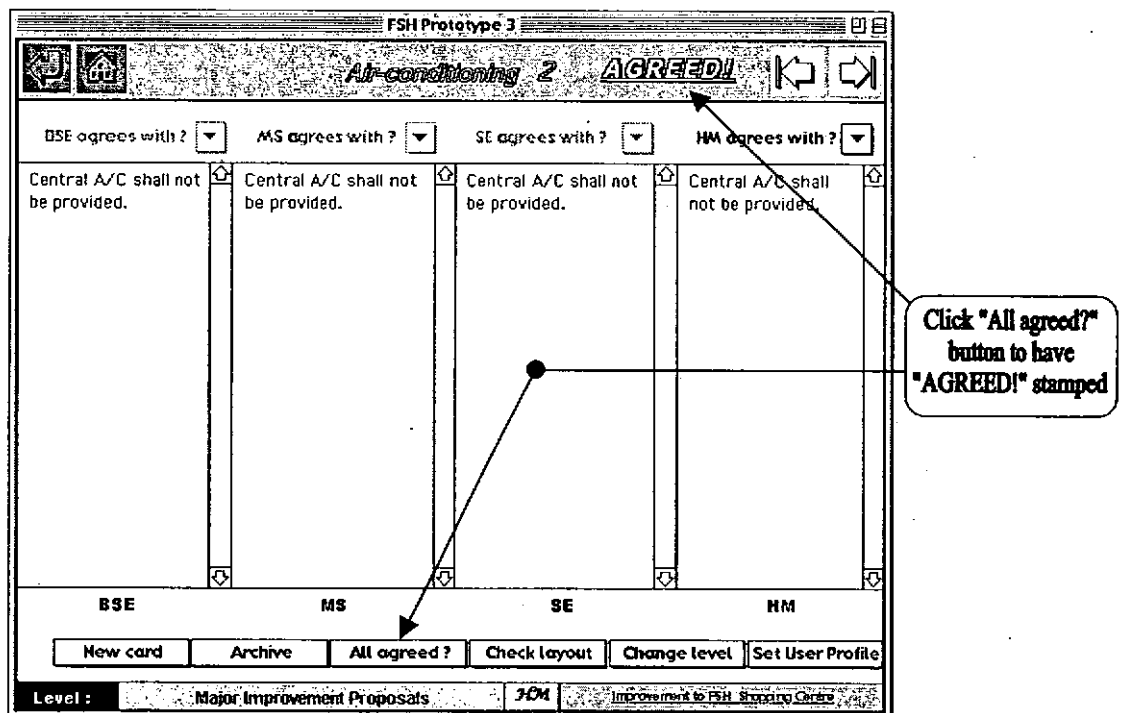 FSH Prototype 3
Air-conditioning 2 AGREED!
BSE agrees with ? MS agrees with ? SE agrees with ? HM agrees with ?
Central A/C shall not
be provided.
Central A/C shall not
be provided.
Central A/C shall not
be provided.
Central A/C shall
not be provided.
Click "All agreed?"
button to have
"AGREED!" stamped
BSE MS SE HM
New card Archive All agreed ? Check layout Change level Set User Profile
Level : Major Improvement Proposals HM Improvement to FSH Shopping Centre